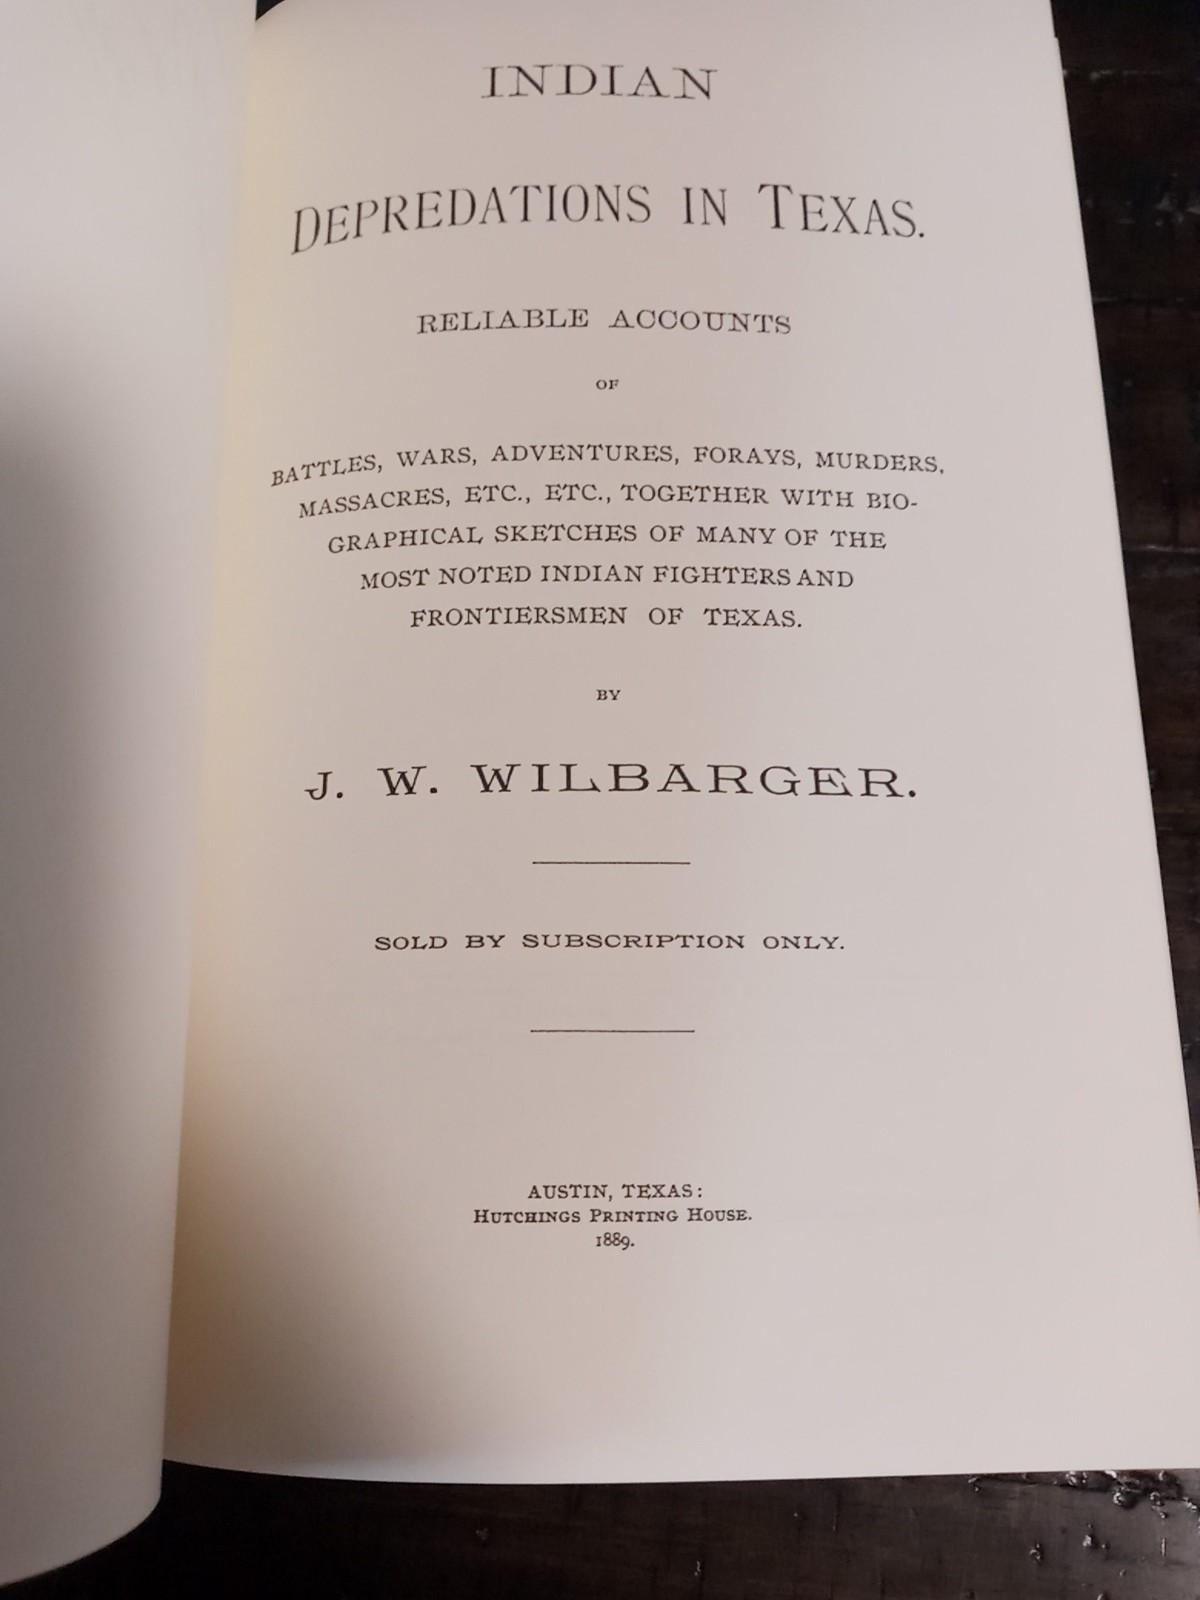 INDIAN
DEPREDATIONS IN TEXAS.
RELIABLE ACCOUNTS
OF
BATTLES, WARS, ADVENTURES, FORAYS, MURDERS,
MASSACRES, ETC., ETC., TOGETHER WITH BIO-
GRAPHICAL SKETCHES OF MANY OF THE
MOST NOTED INDIAN FIGHTERS AND
FRONTIERSMEN OF TEXAS.
BY
J. W. WILBARGER.
SOLD BY SUBSCRIPTION ONLY.
AUSTIN, TEXAS:
HUTCHINGS PRINTING HOUSE.
1889.